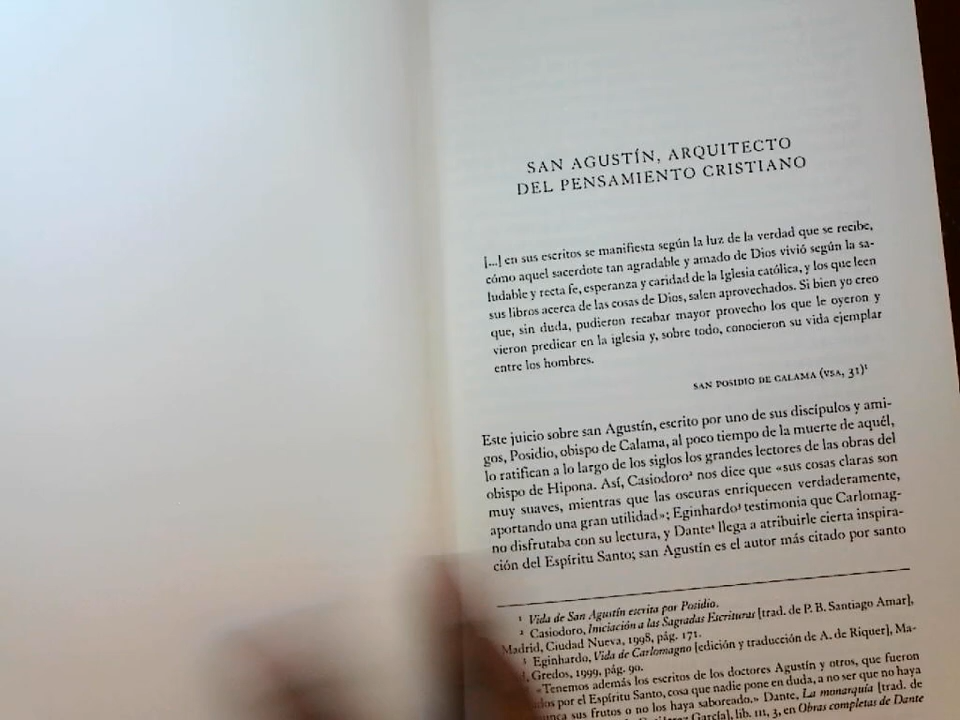 SAN AGUSTÍN, ARQUITECTO
DEL PENSAMIENTO CRISTIANO
[...] en sus escritos se manifiesta según la luz de la verdad que se recibe,
cómo aquel sacerdote tan agradable y amado de Dios vivió según la sa-
ludable y recta fe, esperanza y caridad de la Iglesia católica, y los que leen
sus libros acerca de las cosas de Dios, salen aprovechados. Si bien yo creo
que, sin duda, pudieron recabar mayor provecho los que le oyeron y
vieron predicar en la iglesia y, sobre todo, conocieron su vida ejemplar
entre los hombres.
SAN POSIDIO DE CALAMA (VSA, 31)¹
Este juicio sobre san Agustín, escrito por uno de sus discípulos y ami-
gos, Posidio, obispo de Calama, al poco tiempo de la muerte de aquél,
lo ratifican a lo largo de los siglos los grandes lectores de las obras del
obispo de Hipona. Así, Casiodoro² nos dice que «sus cosas claras son
muy suaves, mientras que las oscuras enriquecen verdaderamente,
aportando una gran utilidad»; Eginhardo³ testimonia que Carlomag-
no disfrutaba con su lectura, y Dante⁴ llega a atribuirle cierta inspira-
ción del Espíritu Santo; san Agustín es el autor más citado por santo
¹ Vida de San Agustín escrita por Posidio.
² Casiodoro, Iniciación a las Sagradas Escrituras [trad. de P. B. Santiago Amar],
Madrid, Ciudad Nueva, 1998, pág. 171.
³ Eginhardo, Vida de Carlomagno [edición y traducción de A. de Riquer], Ma-
Gredos, 1999, pág. 90.
«Tenemos además los escritos de los doctores Agustín y otros, que fueron
por el Espíritu Santo, cosa que nadie pone en duda, a no ser que no haya
sus frutos o no los haya saboreado.» Dante, La monarquía [trad. de
García], lib. III, 3, en Obras completas de Dante